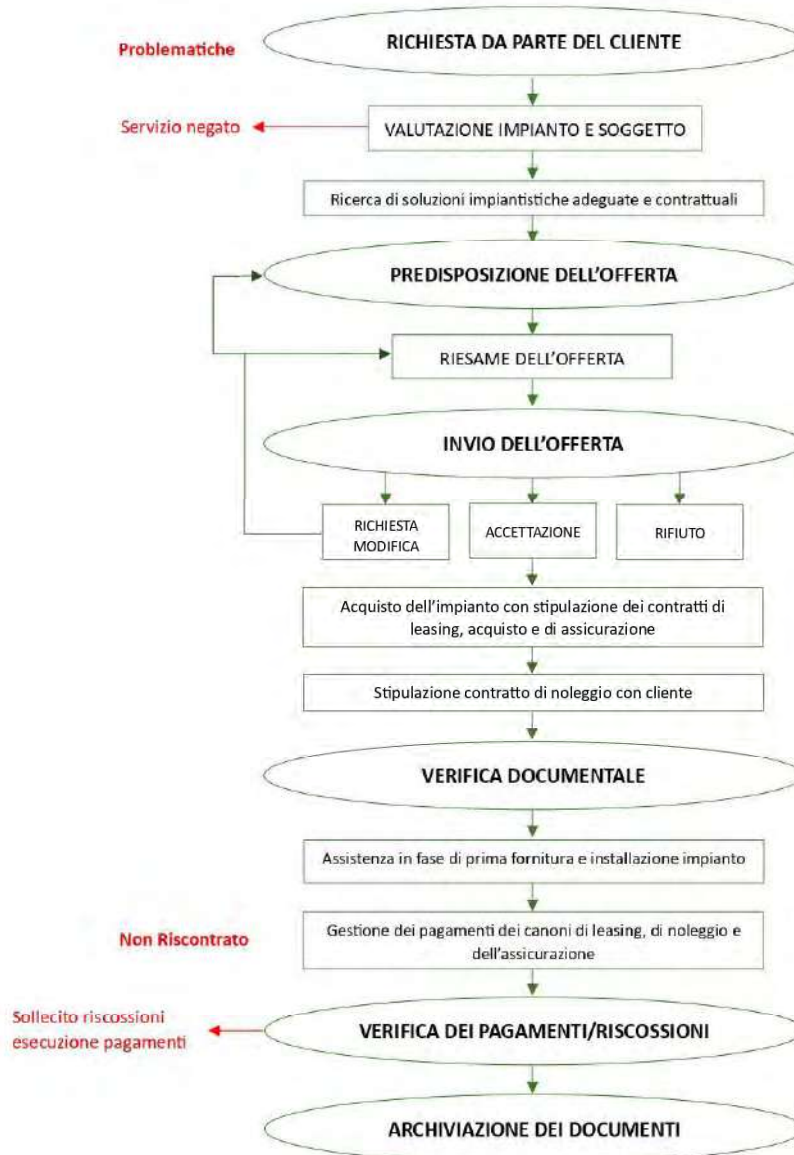 RICHIESTA DA PARTE DEL CLIENTE
Problematiche
Servizio negato
VALUTAZIONE IMPIANTO E SOGGETTO
Ricerca di soluzioni impiantistiche adeguate e contrattuali
PREDISPOSIZIONE DELL'OFFERTA
RIESAME DELL'OFFERTA
INVIO DELL'OFFERTA
RICHIESTA
MODIFICA
ACCETTAZIONE
RIFIUTO
Acquisto dell'impianto con stipulazione dei contratti di
leasing, acquisto e di assicurazione
Stipulazione contratto di noleggio con cliente
VERIFICA DOCUMENTALE
Assistenza in fase di prima fornitura e installazione impianto
Non Riscontrato
Gestione dei pagamenti dei canoni di leasing, di noleggio e
dell'assicurazione
Sollecito riscossioni
esecuzione pagamenti
VERIFICA DEI PAGAMENTI/RISCOSSIONI
ARCHIVIAZIONE DEI DOCUMENTI